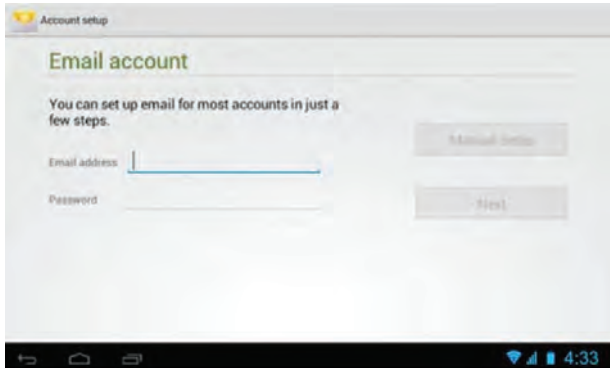 Account setup
Email account
You can set up email for most accounts in just a
few steps.
Manual setup
Email address
Password
Next
4:33